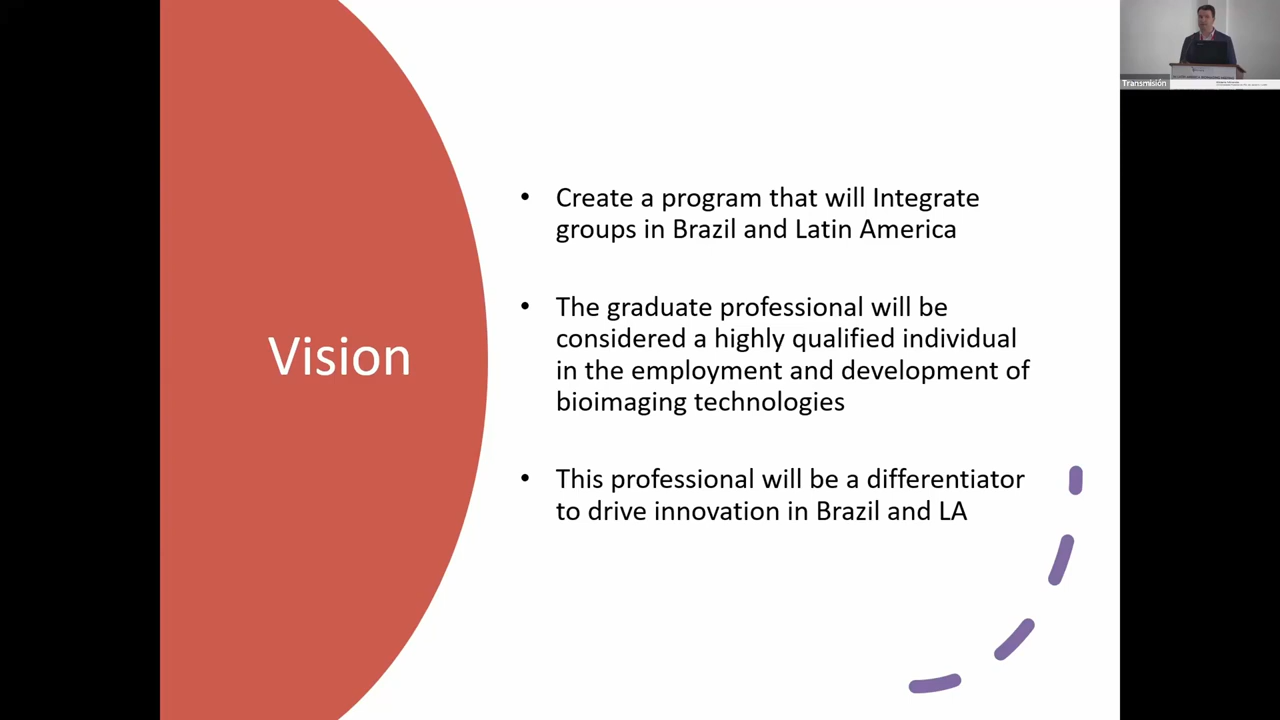 Vision
• Create a program that will Integrate
groups in Brazil and Latin America
• The graduate professional will be
considered a highly qualified individual
in the employment and development of
bioimaging technologies
• This professional will be a differentiator
to drive innovation in Brazil and LA
Transmisión